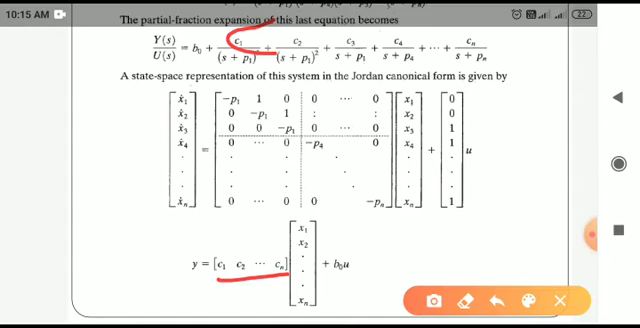 10:15 AM 22
The partial-fraction expansion of this last equation becomes
Y(s)/U(s) = b₀ + c₁/(s + p₁) + c₂/(s + p₁)² + c₃/(s + p₁) + c₄/(s + p₄) + ⋯ + cₙ/(s + pₙ)
A state-space representation of this system in the Jordan canonical form is given by
ẋ₁ −p₁ 1 0 0 ⋯ 0 x₁ 0
ẋ₂ 0 −p₁ 1 : : x₂ 0
ẋ₃ 0 0 −p₁ 0 ⋯ 0 x₃ 1
ẋ₄ = 0 ⋯ 0 −p₄ 0 x₄ + 1 u
. . . . . .
. . . . . .
. . . . . .
ẋₙ 0 ⋯ 0 0 −pₙ xₙ 1
x₁
x₂
y = [c₁ c₂ ⋯ cₙ] . + b₀u
.
.
xₙ